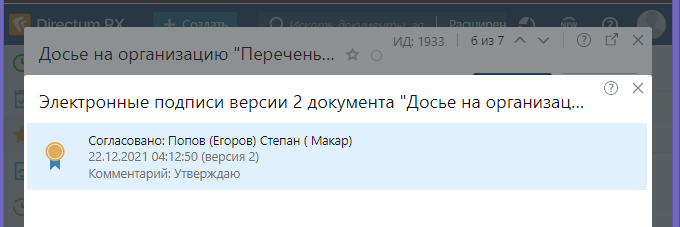 Directum RX
+ Создать
Искать документы, за
Расширен
NEW
Досье на организацию "Перечень...
ИД: 1933
6 из 7
Электронные подписи версии 2 документа "Досье на организац...
Согласовано: Попов (Егоров) Степан ( Макар)
22.12.2021 04:12:50 (версия 2)
Комментарий: Утверждаю